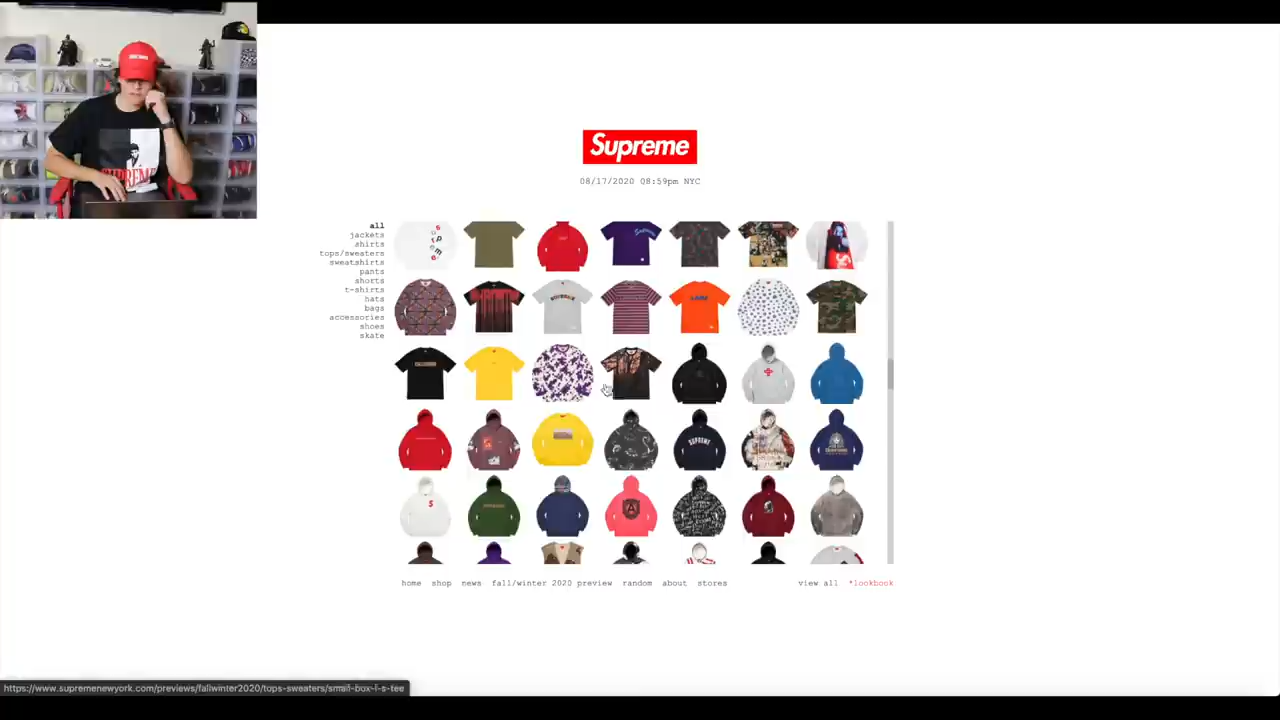 SUPREME
Supreme
08/17/2020 08:59pm NYC
all
jackets
shirts
tops/sweaters
sweatshirts
pants
shorts
t-shirts
hats
bags
accessories
shoes
skate
SUPREME
home shop news fall/winter 2020 preview random about stores
view all *lookbook
https://www.supremenewyork.com/previews/fallwinter2020/tops-sweaters/small-box-l-s-tee